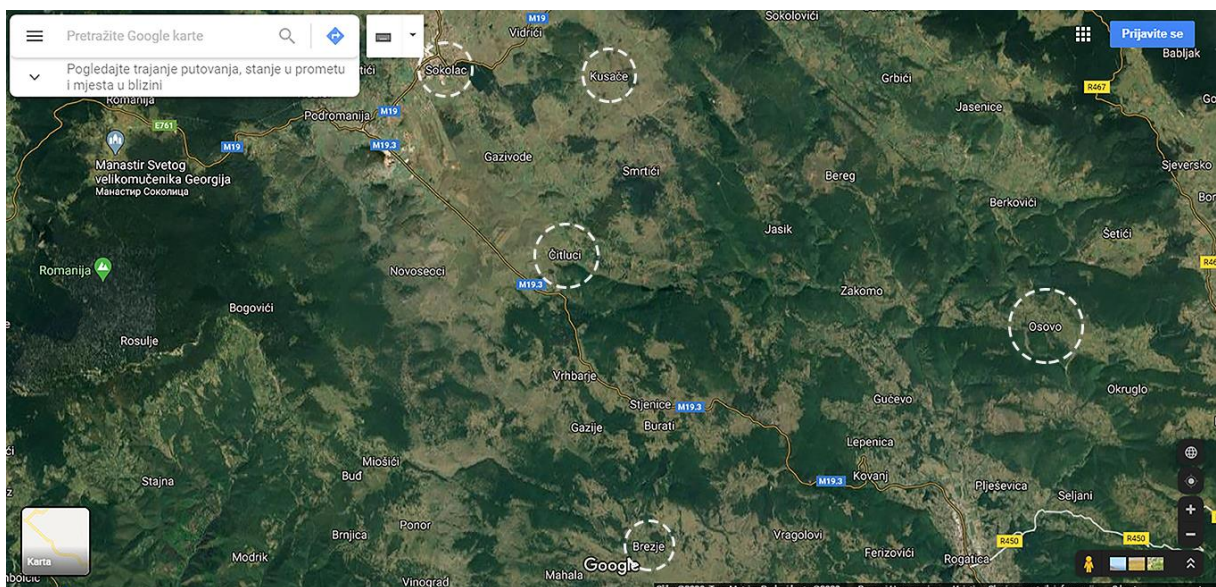 M19
Vidrići
Sokolovići
Pretražite Google karte
Prijavite se
Babljak
Pogledajte trajanje putovanja, stanje u prometu
i mjesta u blizini
Sokolac
Kusače
Grbići
R467
Romanija
Podromanija
M19
Jasenice
E761
M19
M19.3
Gazivode
Manastir Svetog
velikomučenika Georgija
Манастир Соколица
Smrtići
Bereg
Sjeversko
Berkovići
Jasik
Šetići
Čitluci
Romanija
Novoseoci
M19.3
Zakomo
Bogovići
Osovo
Rosulje
Vrhbarje
Okruglo
Stjenice
M19.3
Gučevo
Gazije
Burati
Lepenica
Miošići
Buđ
Stajna
M19.3
Kovanj
Plješevica
Seljani
Ponor
Brnjica
Vragolovi
R450
R450
Brezje
Ferizovići
Rogatica
Modrik
Google
Karta
Mahala
Vinograd